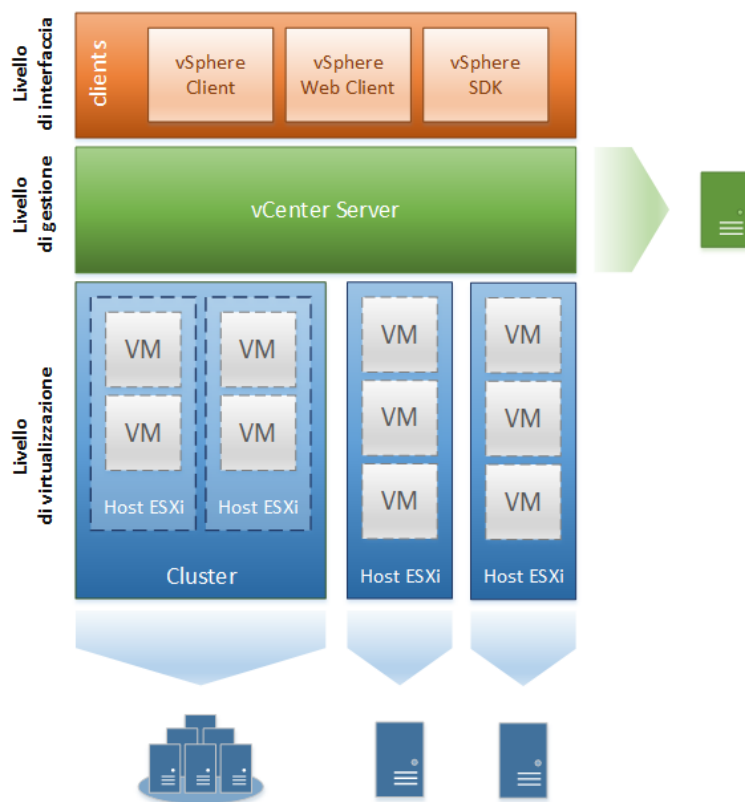 Livello
di interfaccia
clients
vSphere
Client
vSphere
Web Client
vSphere
SDK
Livello
di gestione
vCenter Server
Livello
di virtualizzazione
VM
VM
Host ESXi
VM
VM
Host ESXi
Cluster
VM
VM
VM
Host ESXi
VM
VM
VM
Host ESXi